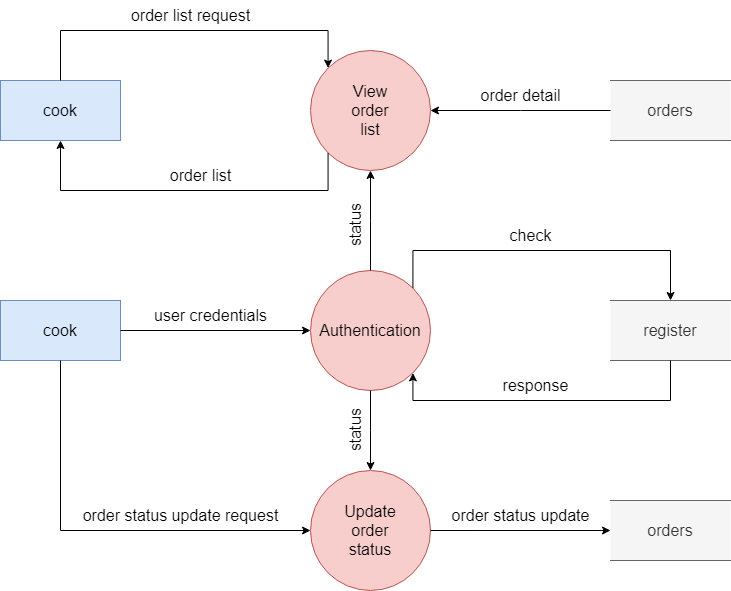 order list request
cook
View
order
list
order detail
orders
order list
status
check
cook
user credentials
Authentication
register
response
status
order status update request
Update
order
status
order status update
orders